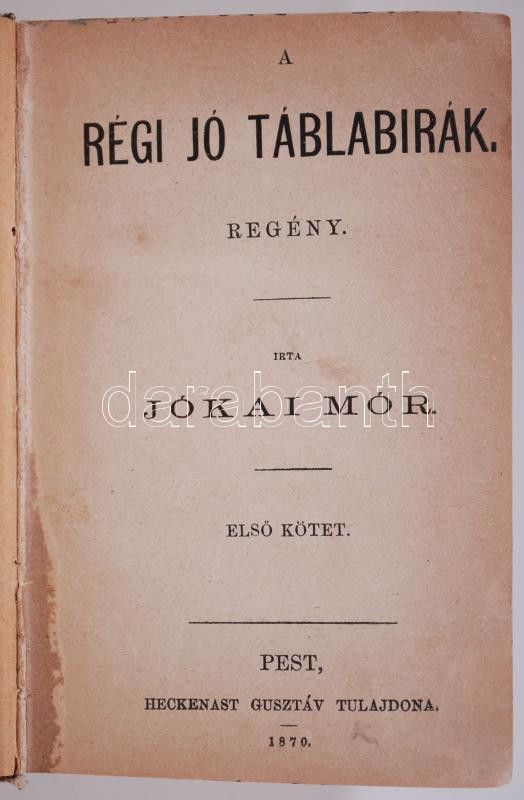 A
RÉGI JÓ TÁBLABIRÁK.
REGÉNY.
IRTA
JÓKAI MÓR.
darabanth
ELSŐ KÖTET.
PEST,
HECKENAST GUSZTÁV TULAJDONA.
1870.